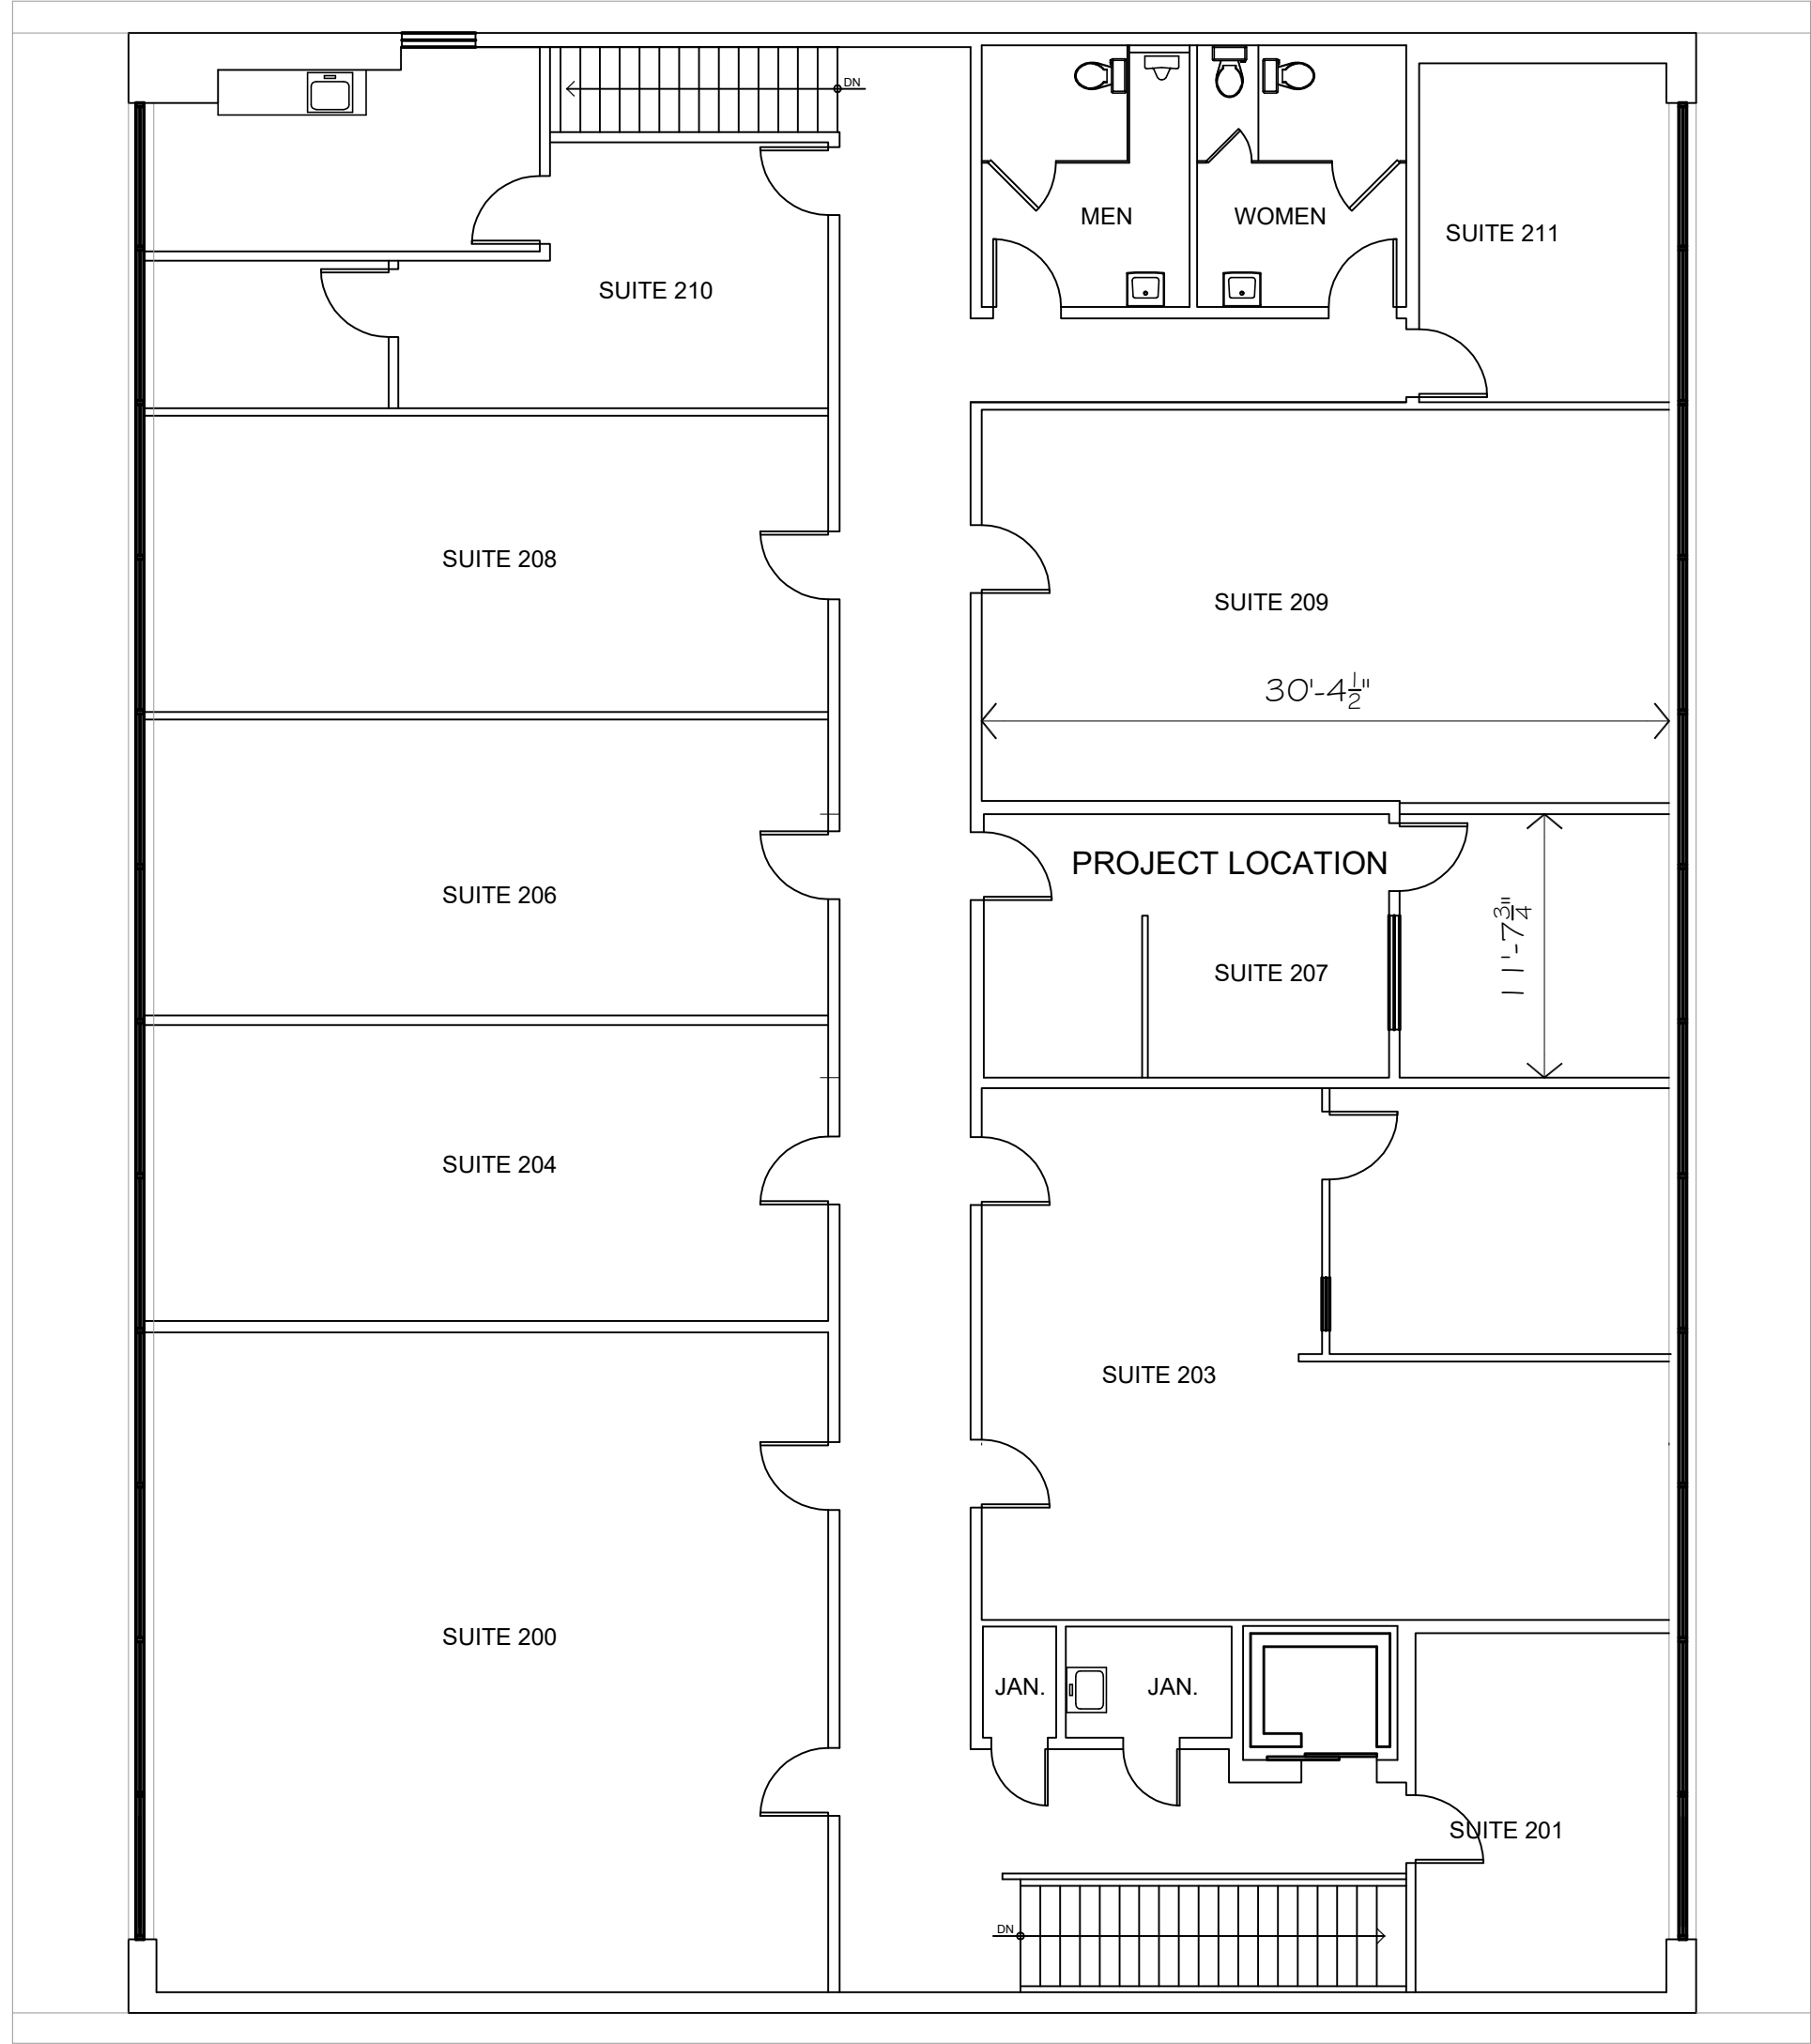 DN
MEN
WOMEN
SUITE 211
SUITE 210
SUITE 208
SUITE 209
30'-4½"
PROJECT LOCATION
SUITE 206
11'-7¾"
SUITE 207
SUITE 204
SUITE 203
SUITE 200
JAN.
JAN.
SUITE 201
DN